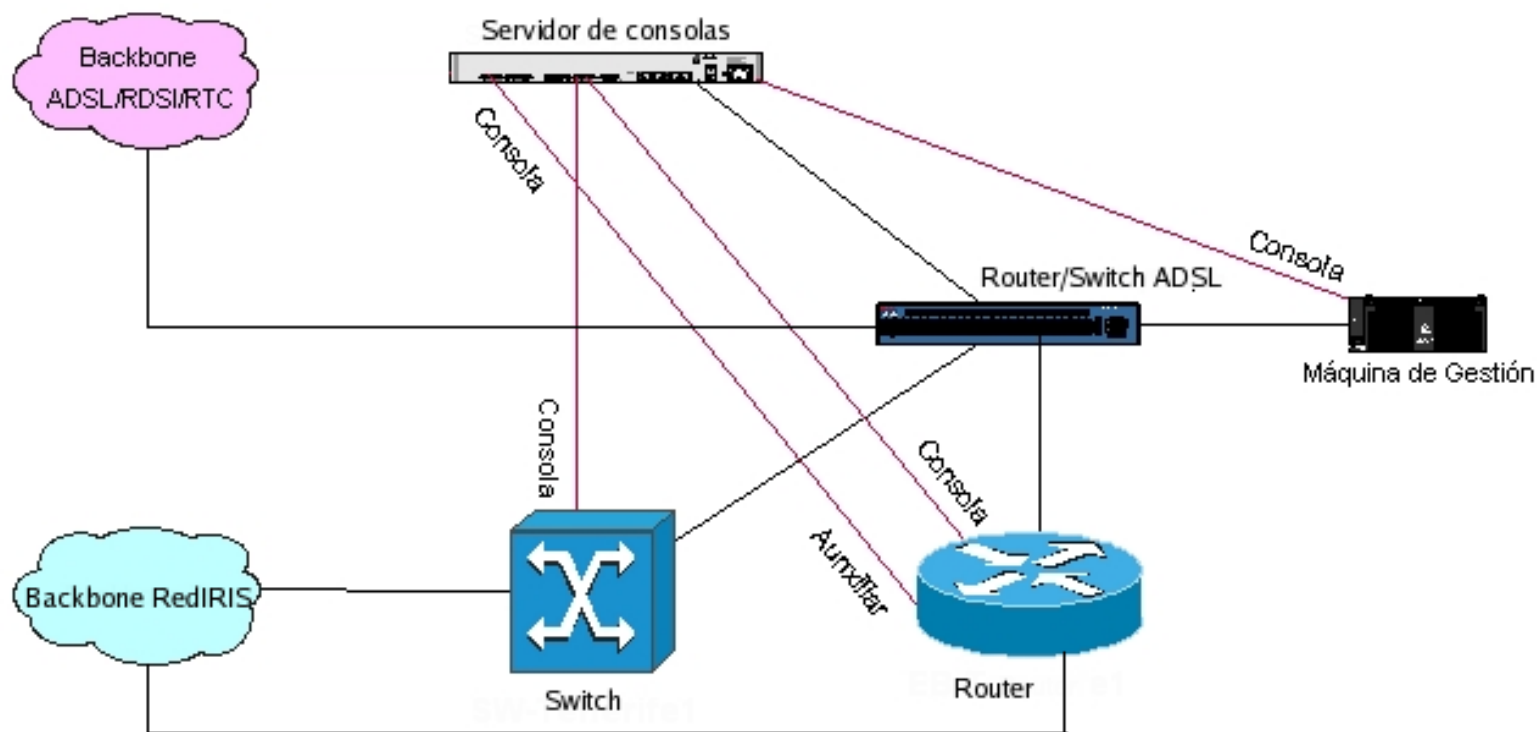 Servidor de consolas
Backbone
ADSL/RDSI/RTC
Consola
Consola
Router/Switch ADSL
Máquina de Gestión
Consola
Consola
Aunxiliar
Backbone RedIRIS
Switch
Router